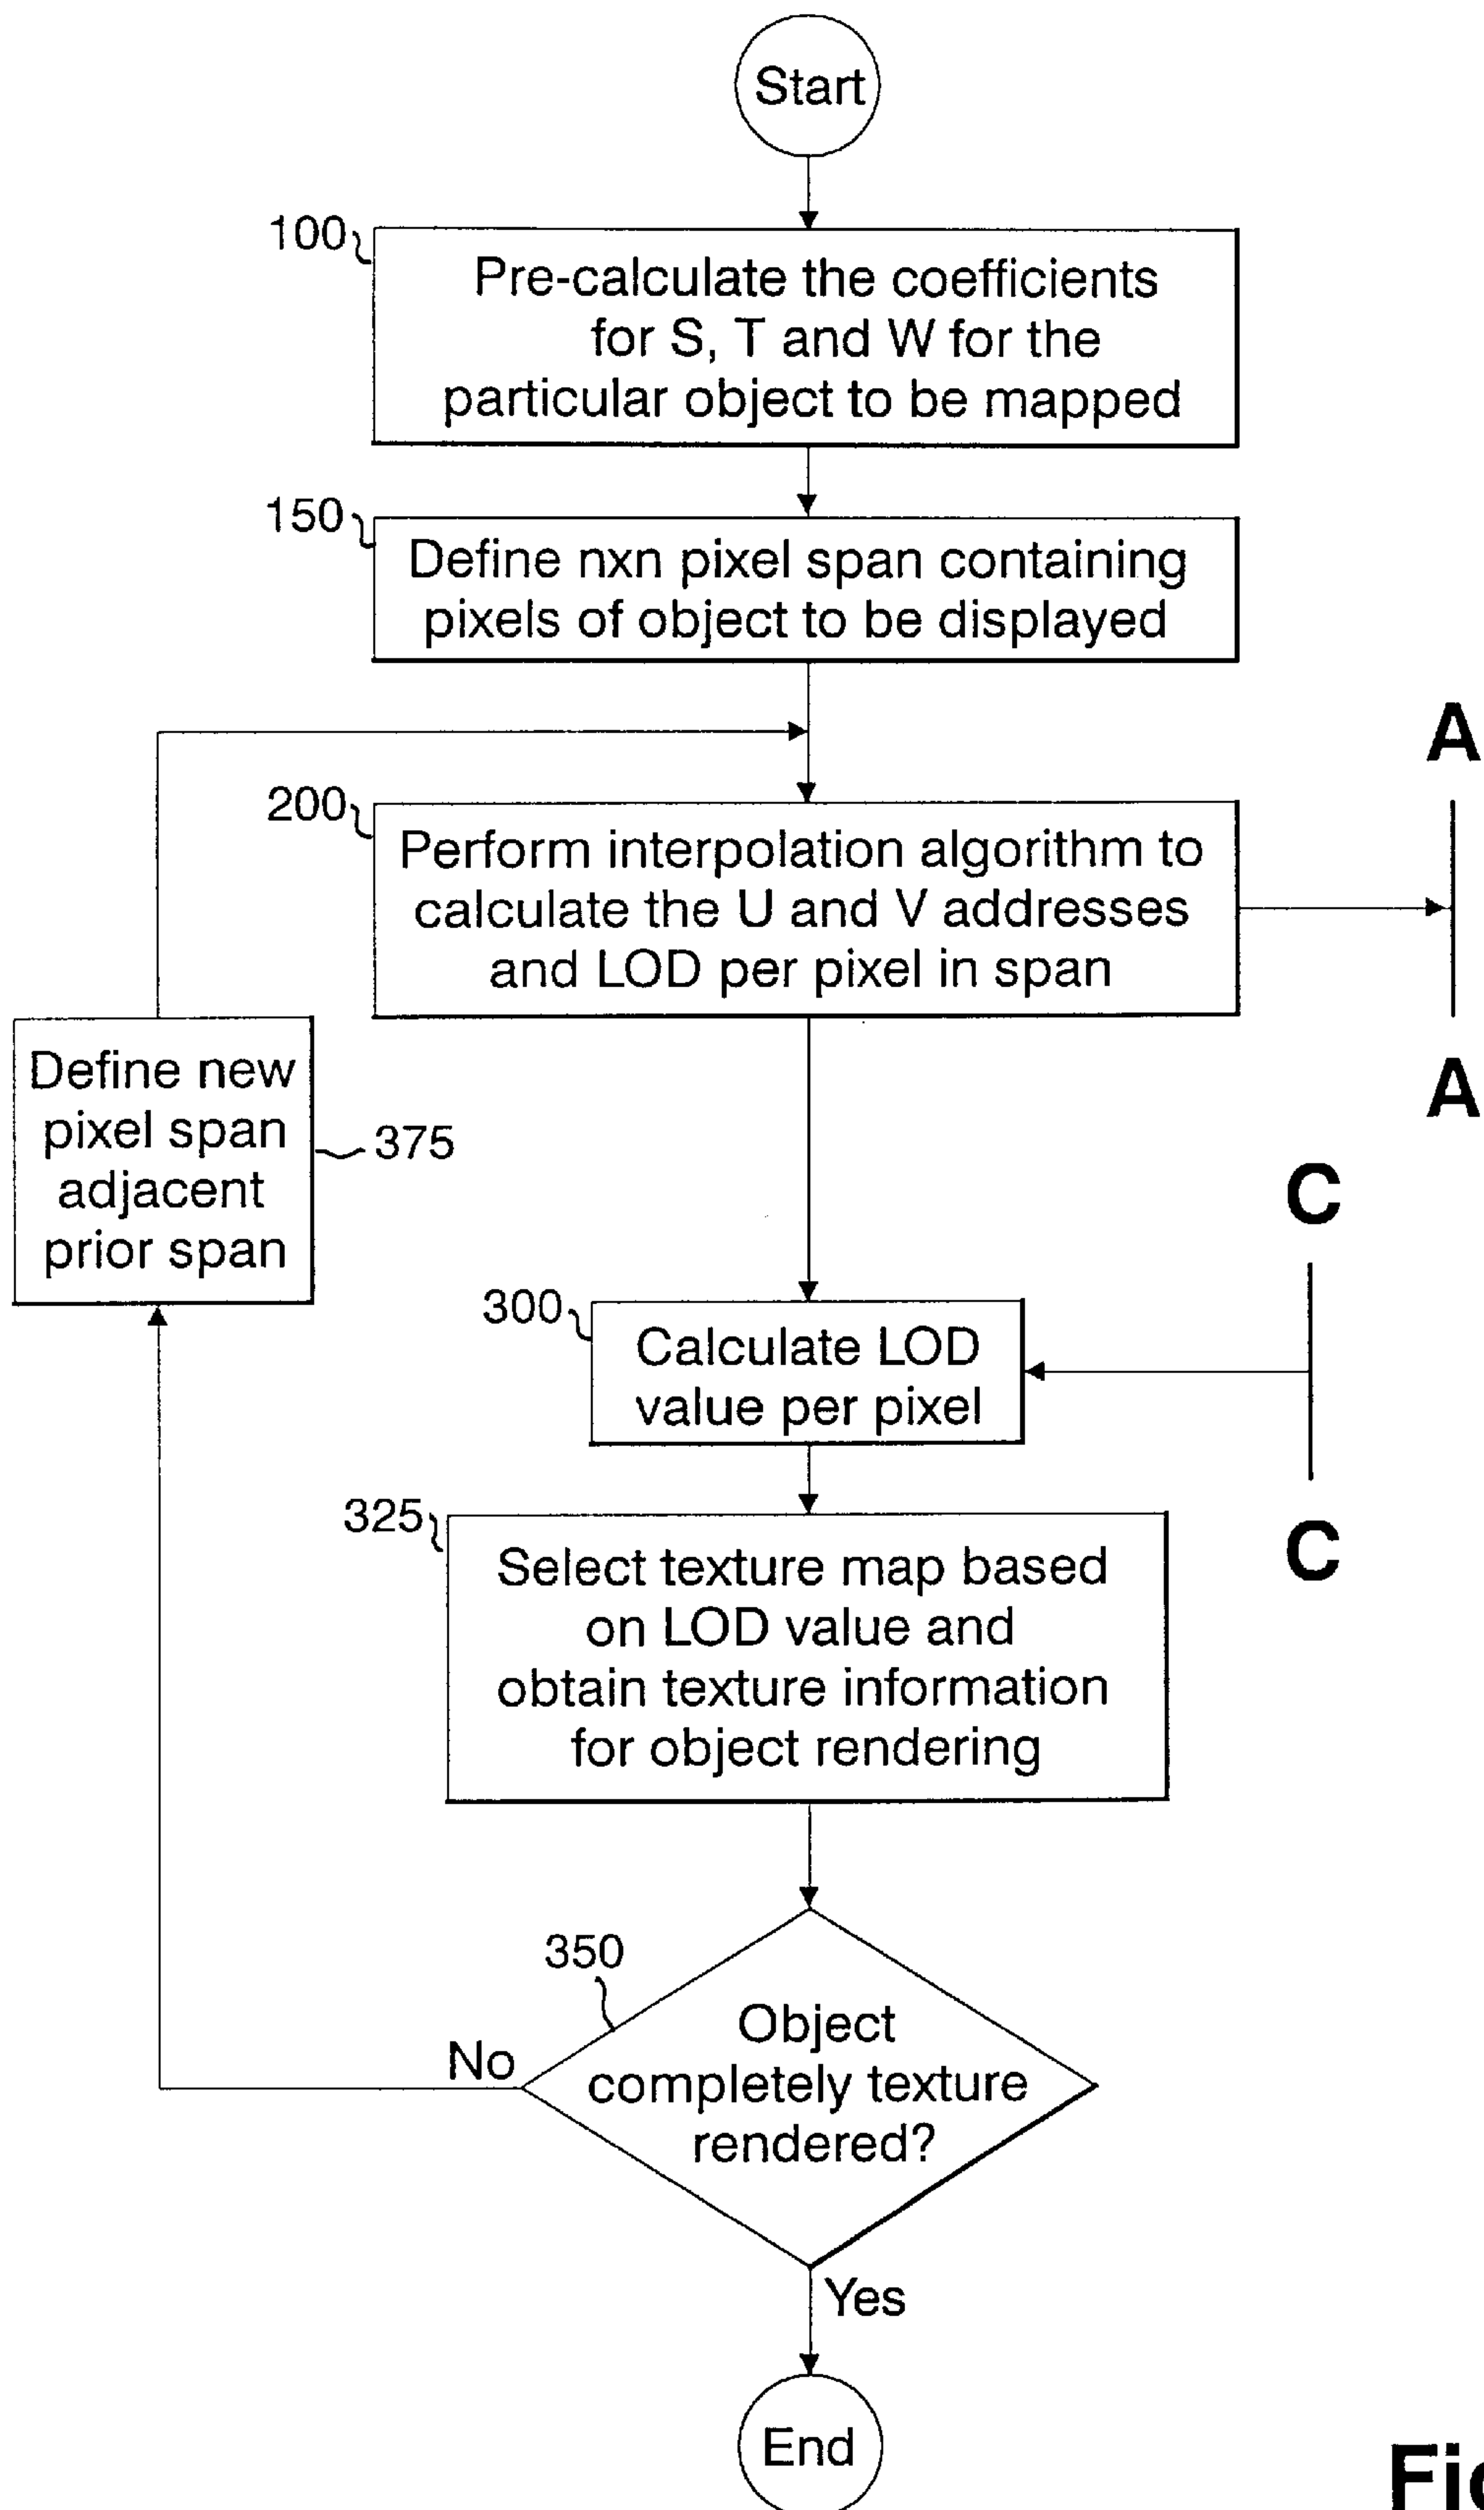 Start
100
Pre-calculate the coefficients
for S, T and W for the
particular object to be mapped
150
Define nxn pixel span containing
pixels of object to be displayed
A
200
Perform interpolation algorithm to
calculate the U and V addresses
and LOD per pixel in span
A
Define new
pixel span
adjacent
prior span
375
C
300
Calculate LOD
value per pixel
C
325
Select texture map based
on LOD value and
obtain texture information
for object rendering
350
Object
completely texture
rendered?
No
Yes
End